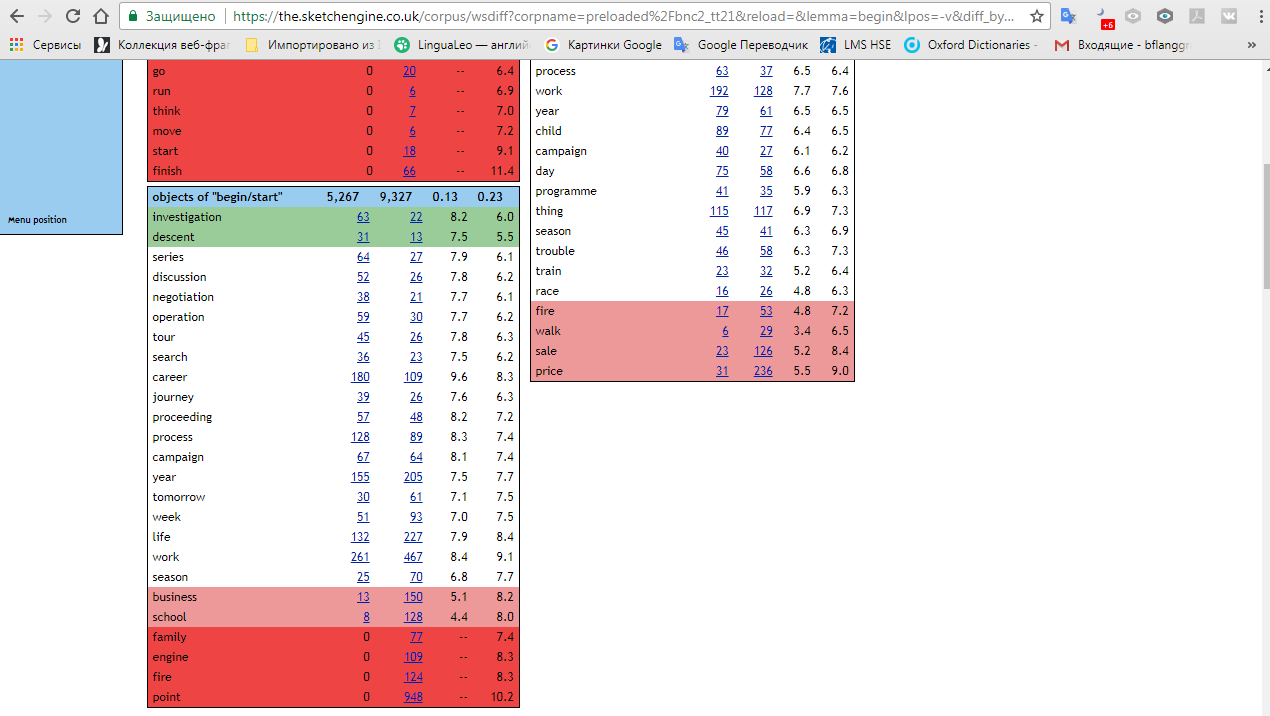 Защищено https://the.sketchengine.co.uk/corpus/wsdiff?corpname=preloaded%2Fbnc2_tt21&reload=&lemma=begin&lpos=-v&diff_by...
+6
Сервисы Коллекция веб-фраг Импортировано из I LinguaLeo — англий Картинки Google Google Переводчик LMS HSE Oxford Dictionaries - Входящие - bflanggr »
Menu position
go 0 20 -- 6.4
run 0 6 -- 6.9
think 0 7 -- 7.0
move 0 6 -- 7.2
start 0 18 -- 9.1
finish 0 66 -- 11.4
objects of "begin/start" 5,267 9,327 0.13 0.23
investigation 63 22 8.2 6.0
descent 31 13 7.5 5.5
series 64 27 7.9 6.1
discussion 52 26 7.8 6.2
negotiation 38 21 7.7 6.1
operation 59 30 7.7 6.2
tour 45 26 7.8 6.3
search 36 23 7.5 6.2
career 180 109 9.6 8.3
journey 39 26 7.6 6.3
proceeding 57 48 8.2 7.2
process 128 89 8.3 7.4
campaign 67 64 8.1 7.4
year 155 205 7.5 7.7
tomorrow 30 61 7.1 7.5
week 51 93 7.0 7.5
life 132 227 7.9 8.4
work 261 467 8.4 9.1
season 25 70 6.8 7.7
business 13 150 5.1 8.2
school 8 128 4.4 8.0
family 0 77 -- 7.4
engine 0 109 -- 8.3
fire 0 124 -- 8.3
point 0 948 -- 10.2
process 63 37 6.5 6.4
work 192 128 7.7 7.6
year 79 61 6.5 6.5
child 89 77 6.4 6.5
campaign 40 27 6.1 6.2
day 75 58 6.6 6.8
programme 41 35 5.9 6.3
thing 115 117 6.9 7.3
season 45 41 6.3 6.9
trouble 46 58 6.3 7.3
train 23 32 5.2 6.4
race 16 26 4.8 6.3
fire 17 53 4.8 7.2
walk 6 29 3.4 6.5
sale 23 126 5.2 8.4
price 31 236 5.5 9.0